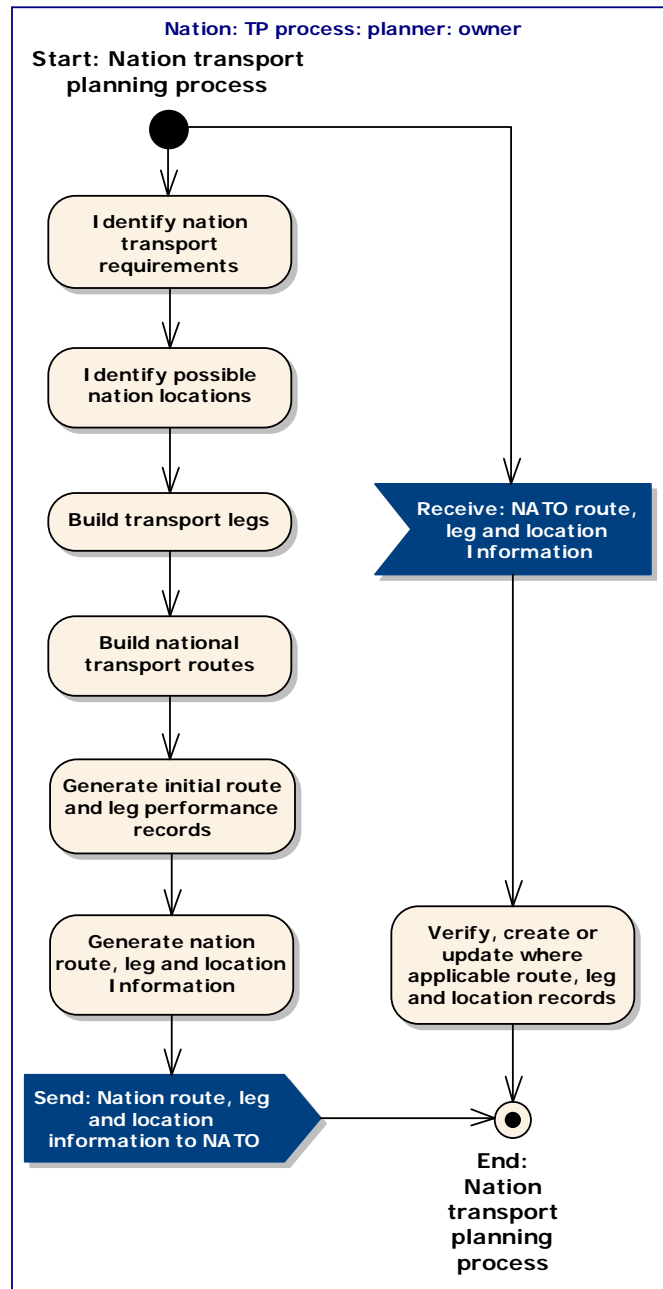 Nation: TP process: planner: owner
Start: Nation transport
planning process
Identify nation
transport
requirements
Identify possible
nation locations
Build transport legs
Build national
transport routes
Generate initial route
and leg performance
records
Generate nation
route, leg and location
Information
Send: Nation route, leg
and location
information to NATO
Receive: NATO route,
leg and location
Information
Verify, create or
update where
applicable route, leg
and location records
End:
Nation
transport
planning
process